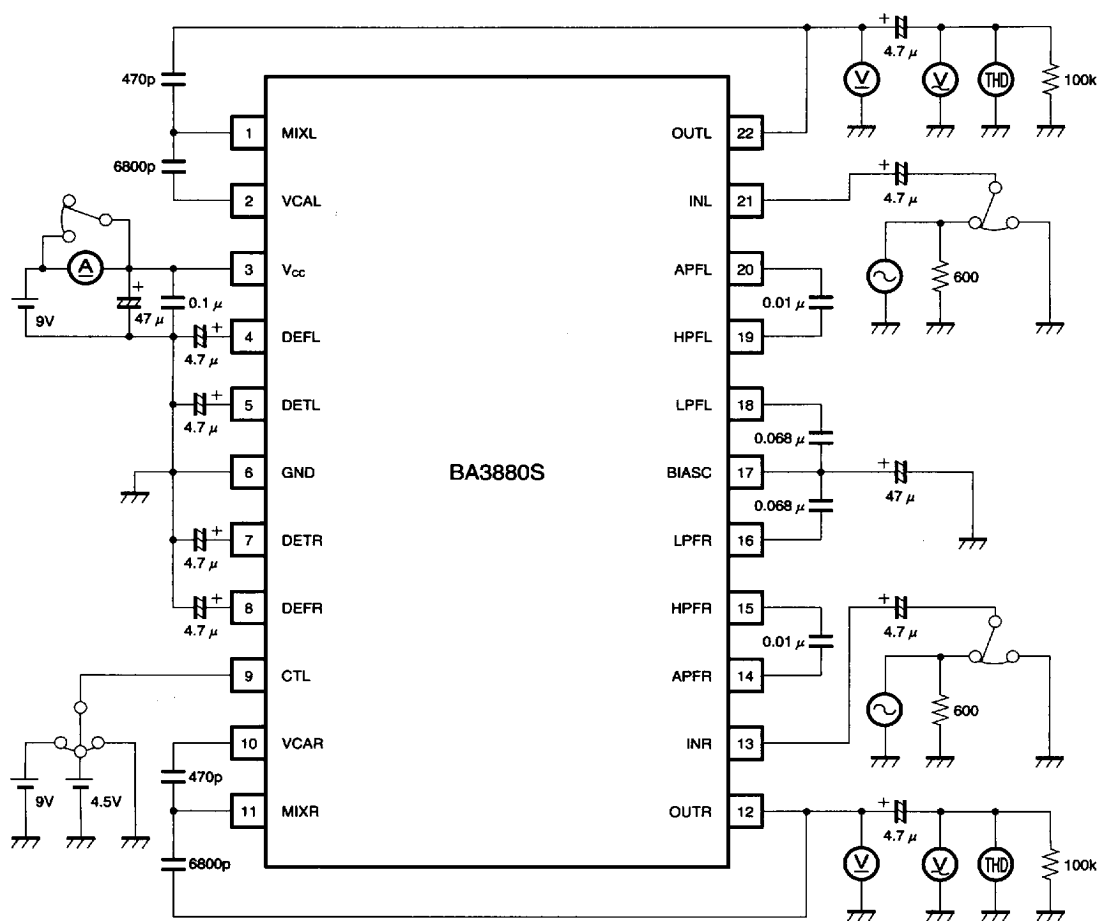 4.7 μ
THD
100k
470p
1 MIXL
OUTL 22
6800p
2 VCAL
INL 21
4.7 μ
A
3 Vcc
APFL 20
600
0.1 μ
0.01 μ
9V
47 μ
4 DEFL
HPFL 19
4.7 μ
5 DETL
LPFL 18
4.7 μ
0.068 μ
6 GND
BA3880S
BIASC 17
47 μ
0.068 μ
7 DETR
LPFR 16
4.7 μ
8 DEFR
HPFR 15
4.7 μ
4.7 μ
0.01 μ
9 CTL
APFR 14
600
10 VCAR
INR 13
470p
9V
4.5V
11 MIXR
OUTR 12
4.7 μ
6800p
V
V
THD
100k